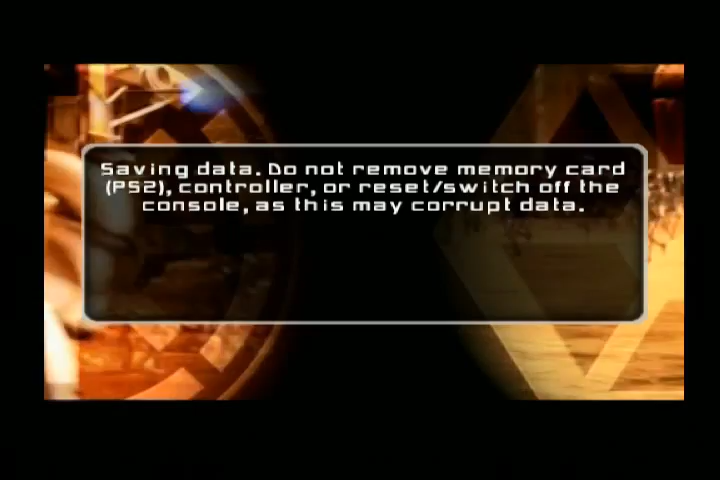 Saving data. Do not remove memory card
(PS2), controller, or reset/switch off the
console, as this may corrupt data.